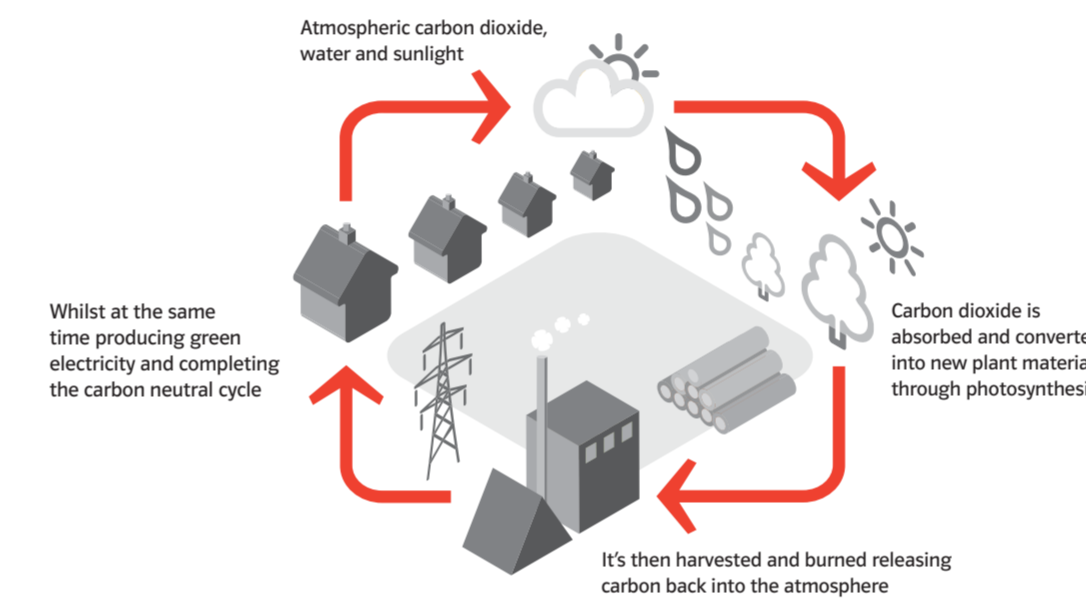 Atmospheric carbon dioxide,
water and sunlight
Carbon dioxide is
absorbed and converte
into new plant materia
through photosynthesi
It's then harvested and burned releasing
carbon back into the atmosphere
Whilst at the same
time producing green
electricity and completing
the carbon neutral cycle